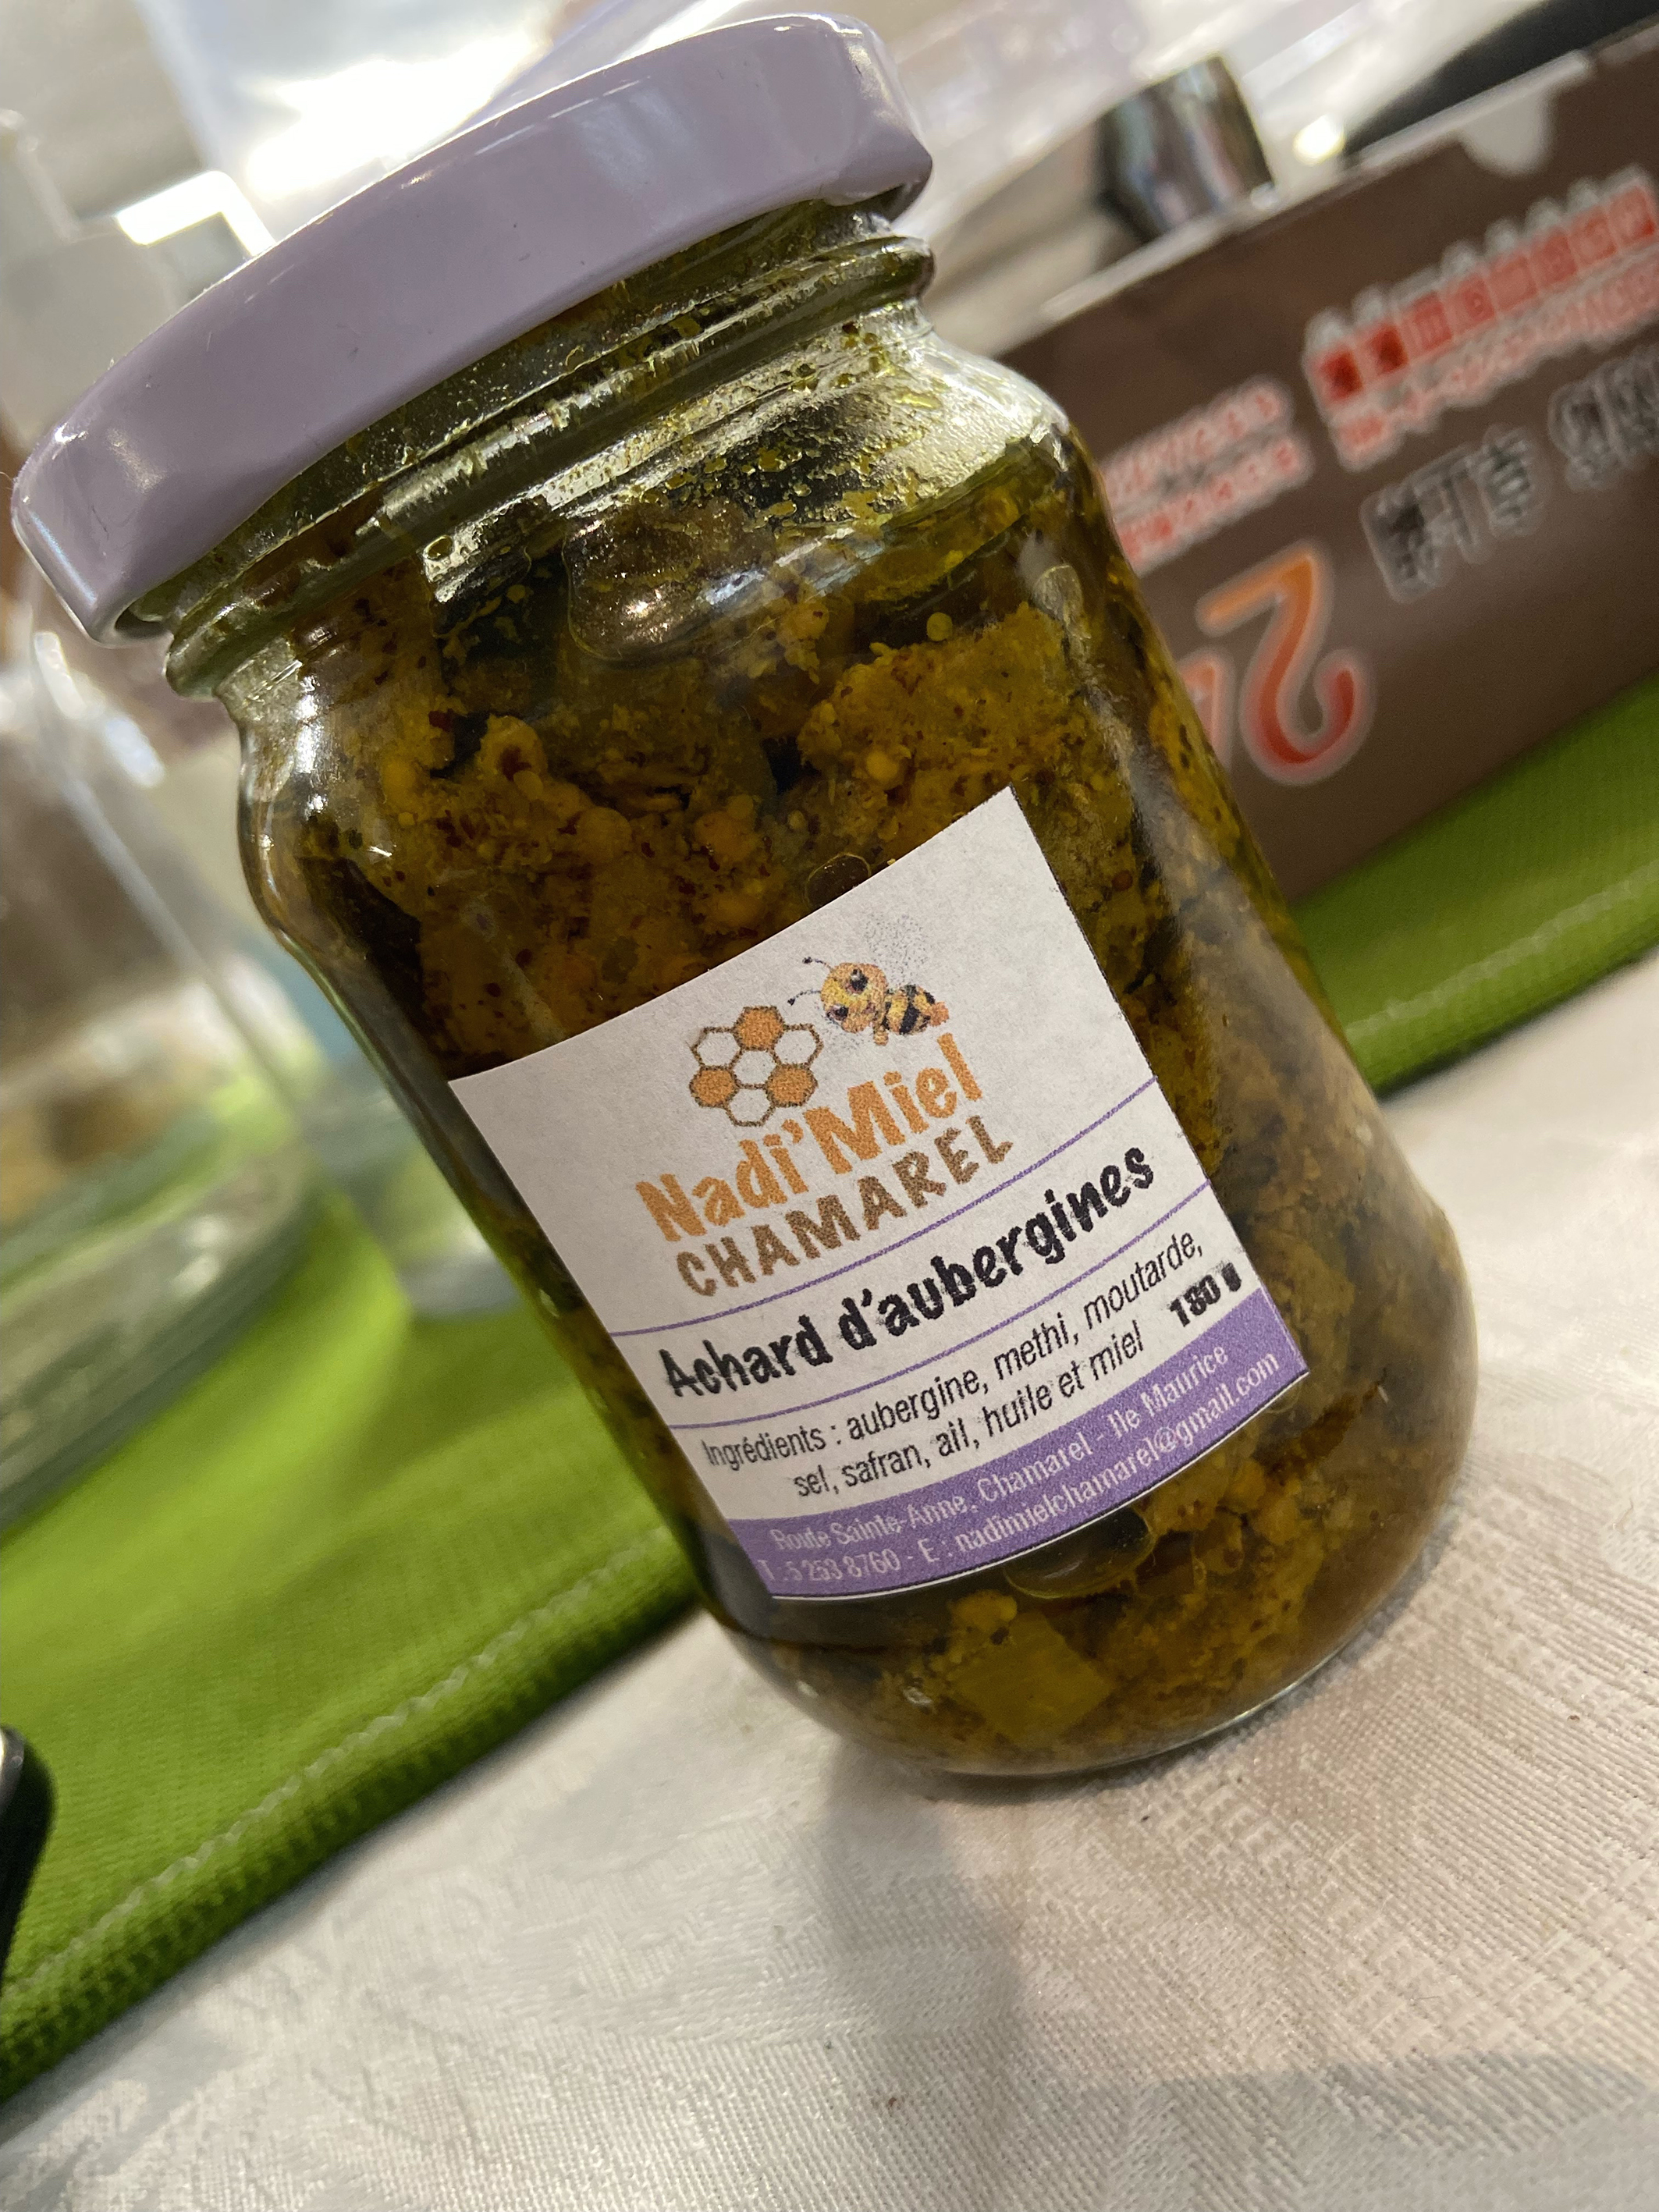 Nadi'Miel
CHAMAREL
Achard d'aubergines
Ingrédients : aubergine, methi, moutarde,
sel, safran, ail, huile et miel 180 g
Route Sainte-Anne, Chamarel - Ile Maurice
T : 5 253 8760 - E : nadimielchamarel@gmail.com